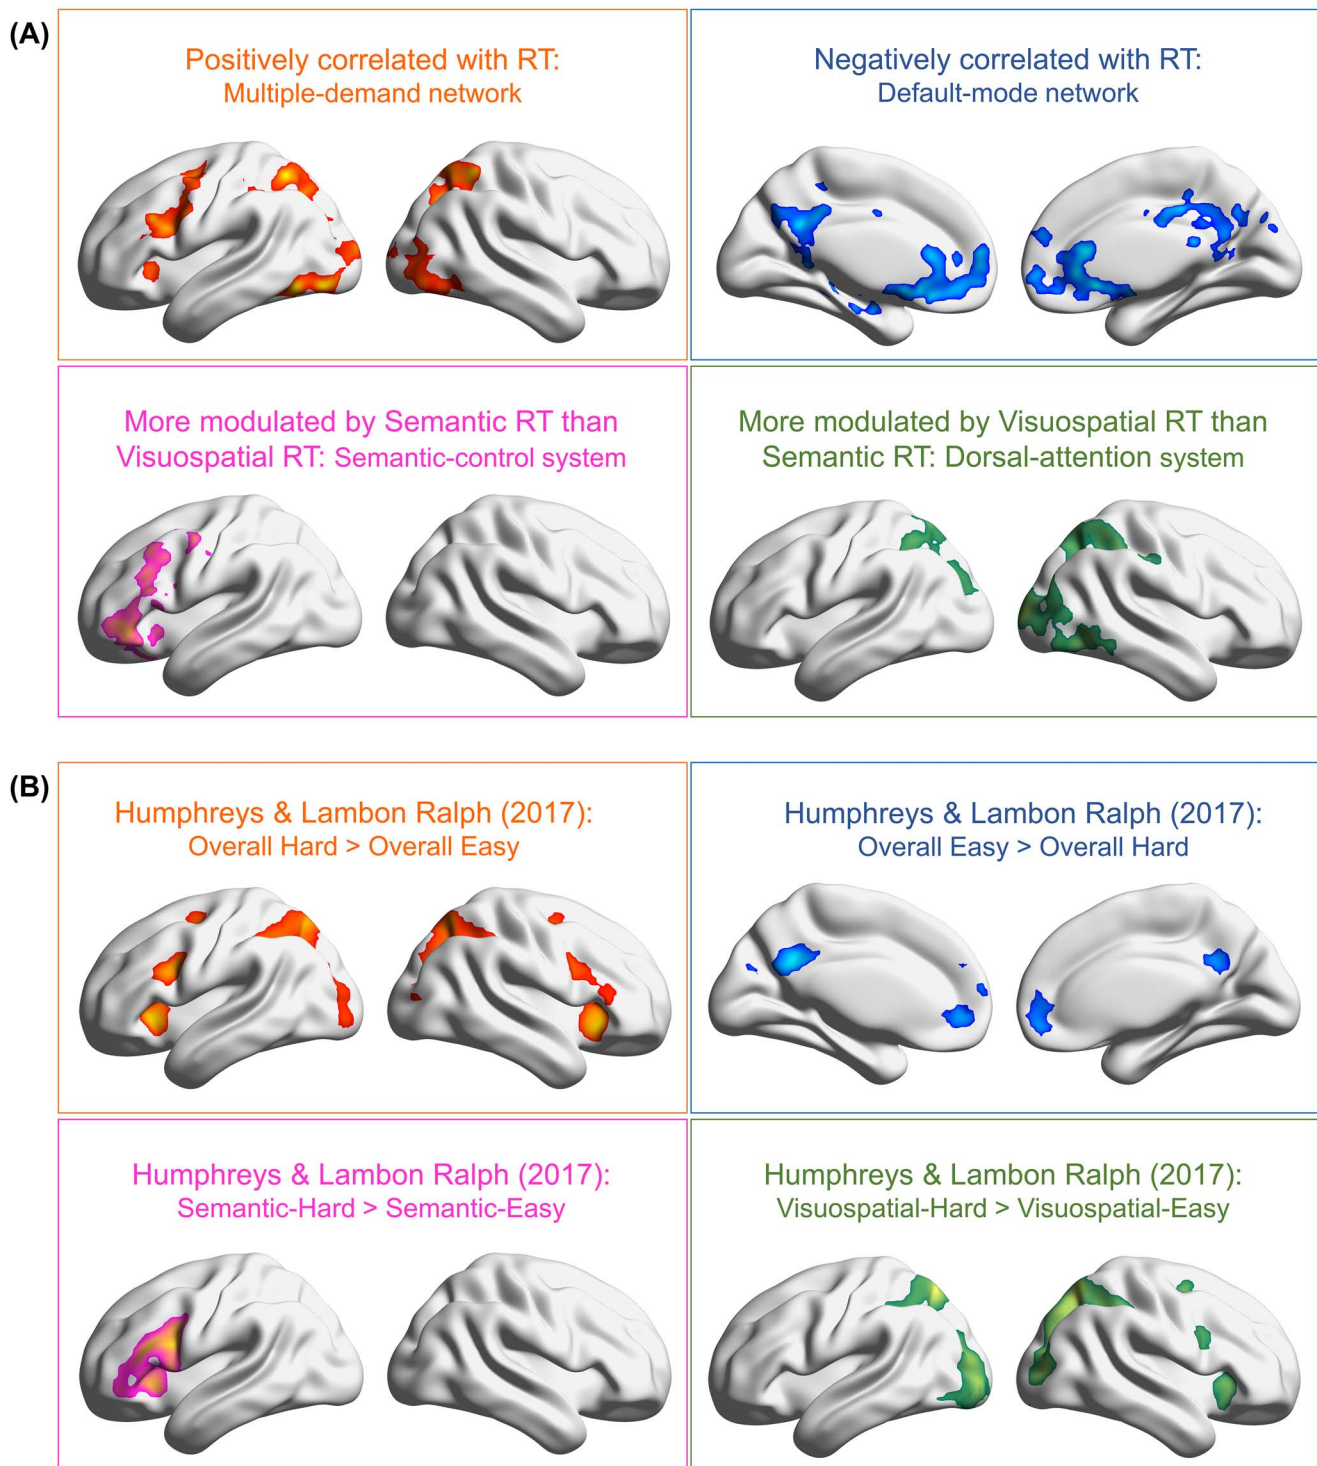 (A)
Positively correlated with RT:
Multiple-demand network
Negatively correlated with RT:
Default-mode network
More modulated by Semantic RT than
Visuospatial RT: Semantic-control system
More modulated by Visuospatial RT than
Semantic RT: Dorsal-attention system
(B)
Humphreys & Lambon Ralph (2017):
Overall Hard > Overall Easy
Humphreys & Lambon Ralph (2017):
Overall Easy > Overall Hard
Humphreys & Lambon Ralph (2017):
Semantic-Hard > Semantic-Easy
Humphreys & Lambon Ralph (2017):
Visuospatial-Hard > Visuospatial-Easy